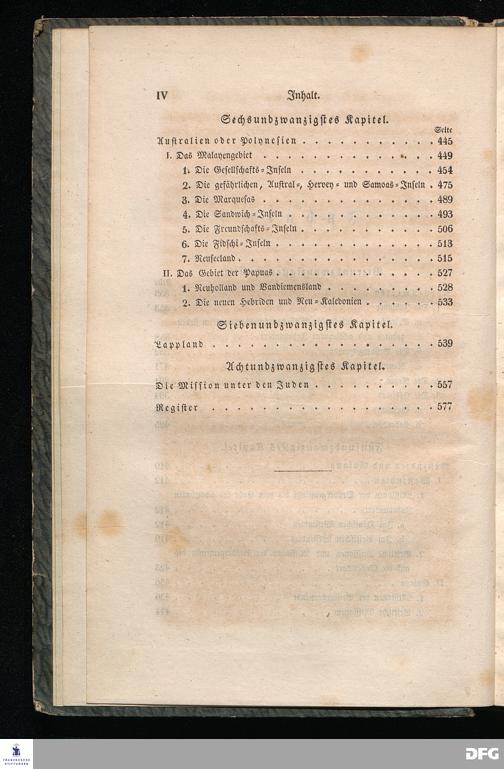 IV Inhalt.
Sechsundzwanzigstes Kapitel.
Seite
Australien oder Polynesien . . . . . . . . . . . 445
I. Das Malayengebiet . . . . . . . . . . . . . 449
1. Die Gesellschafts-Inseln . . . . . . . . . . . 454
2. Die gefährlichen, Austral-, Hervey- und Samoas-Inseln . 475
3. Die Marquesas . . . . . . . . . . . . . 489
4. Die Sandwich-Inseln . . . . . . . . . . . 493
5. Die Freundschafts-Inseln . . . . . . . . . . 506
6. Die Fidschi-Inseln . . . . . . . . . . . . 513
7. Neuseeland . . . . . . . . . . . . . . 515
II. Das Gebiet der Papuas . . . . . . . . . . . . 527
1. Neuholland und Vandiemensland . . . . . . . . 528
2. Die neuen Hebriden und Neu-Kaledonien . . . . . . 533
Siebenundzwanzigstes Kapitel.
Lappland . . . . . . . . . . . . . . . . 539
Achtundzwanzigstes Kapitel.
Die Mission unter den Juden . . . . . . . . . . 557
Register . . . . . . . . . . . . . . . . 577
FRANCKESCHE
STIFTUNGEN
DFG